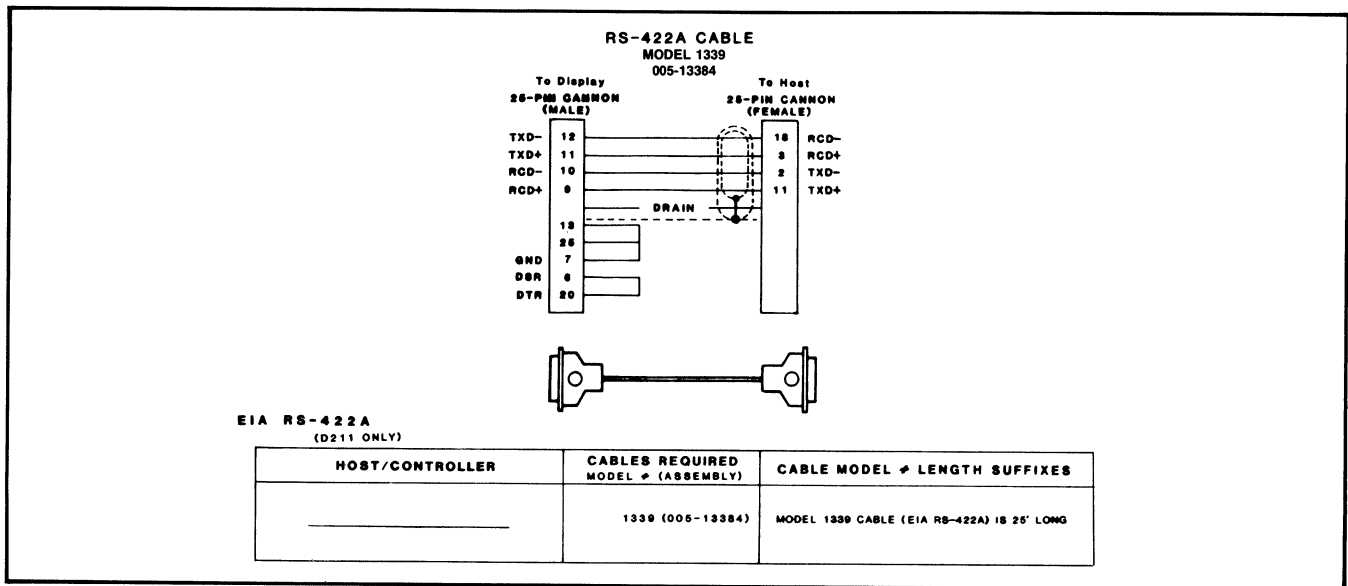 RS-422A CABLE
MODEL 1339
005-13384
To Display
25-PIN CANNON
(MALE)
To Host
25-PIN CANNON
(FEMALE)
TXD- 12 18 RCD-
TXD+ 11 3 RCD+
RCD- 10 2 TXD-
RCD+ 9 11 TXD+
DRAIN
13
25
GND 7
DSR 6
DTR 20
EIA RS-422A
(D211 ONLY)
HOST/CONTROLLER
CABLES REQUIRED
MODEL # (ASSEMBLY)
CABLE MODEL # LENGTH SUFFIXES
1339 (005-13384)
MODEL 1339 CABLE (EIA RS-422A) IS 25' LONG